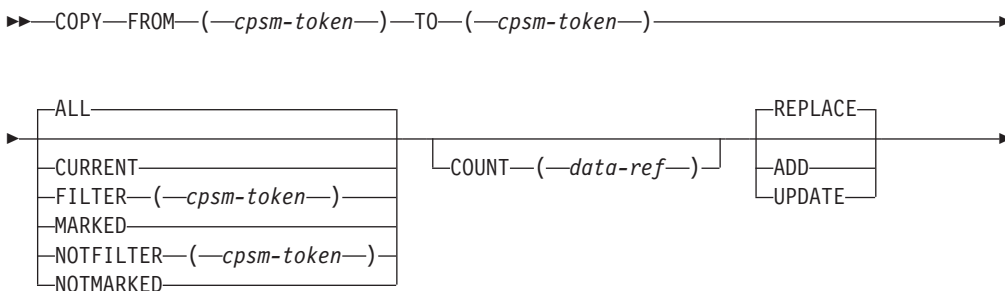 COPY FROM ( cpsm-token ) TO ( cpsm-token )
ALL
CURRENT
FILTER ( cpsm-token )
MARKED
NOTFILTER ( cpsm-token )
NOTMARKED
COUNT ( data-ref )
REPLACE
ADD
UPDATE